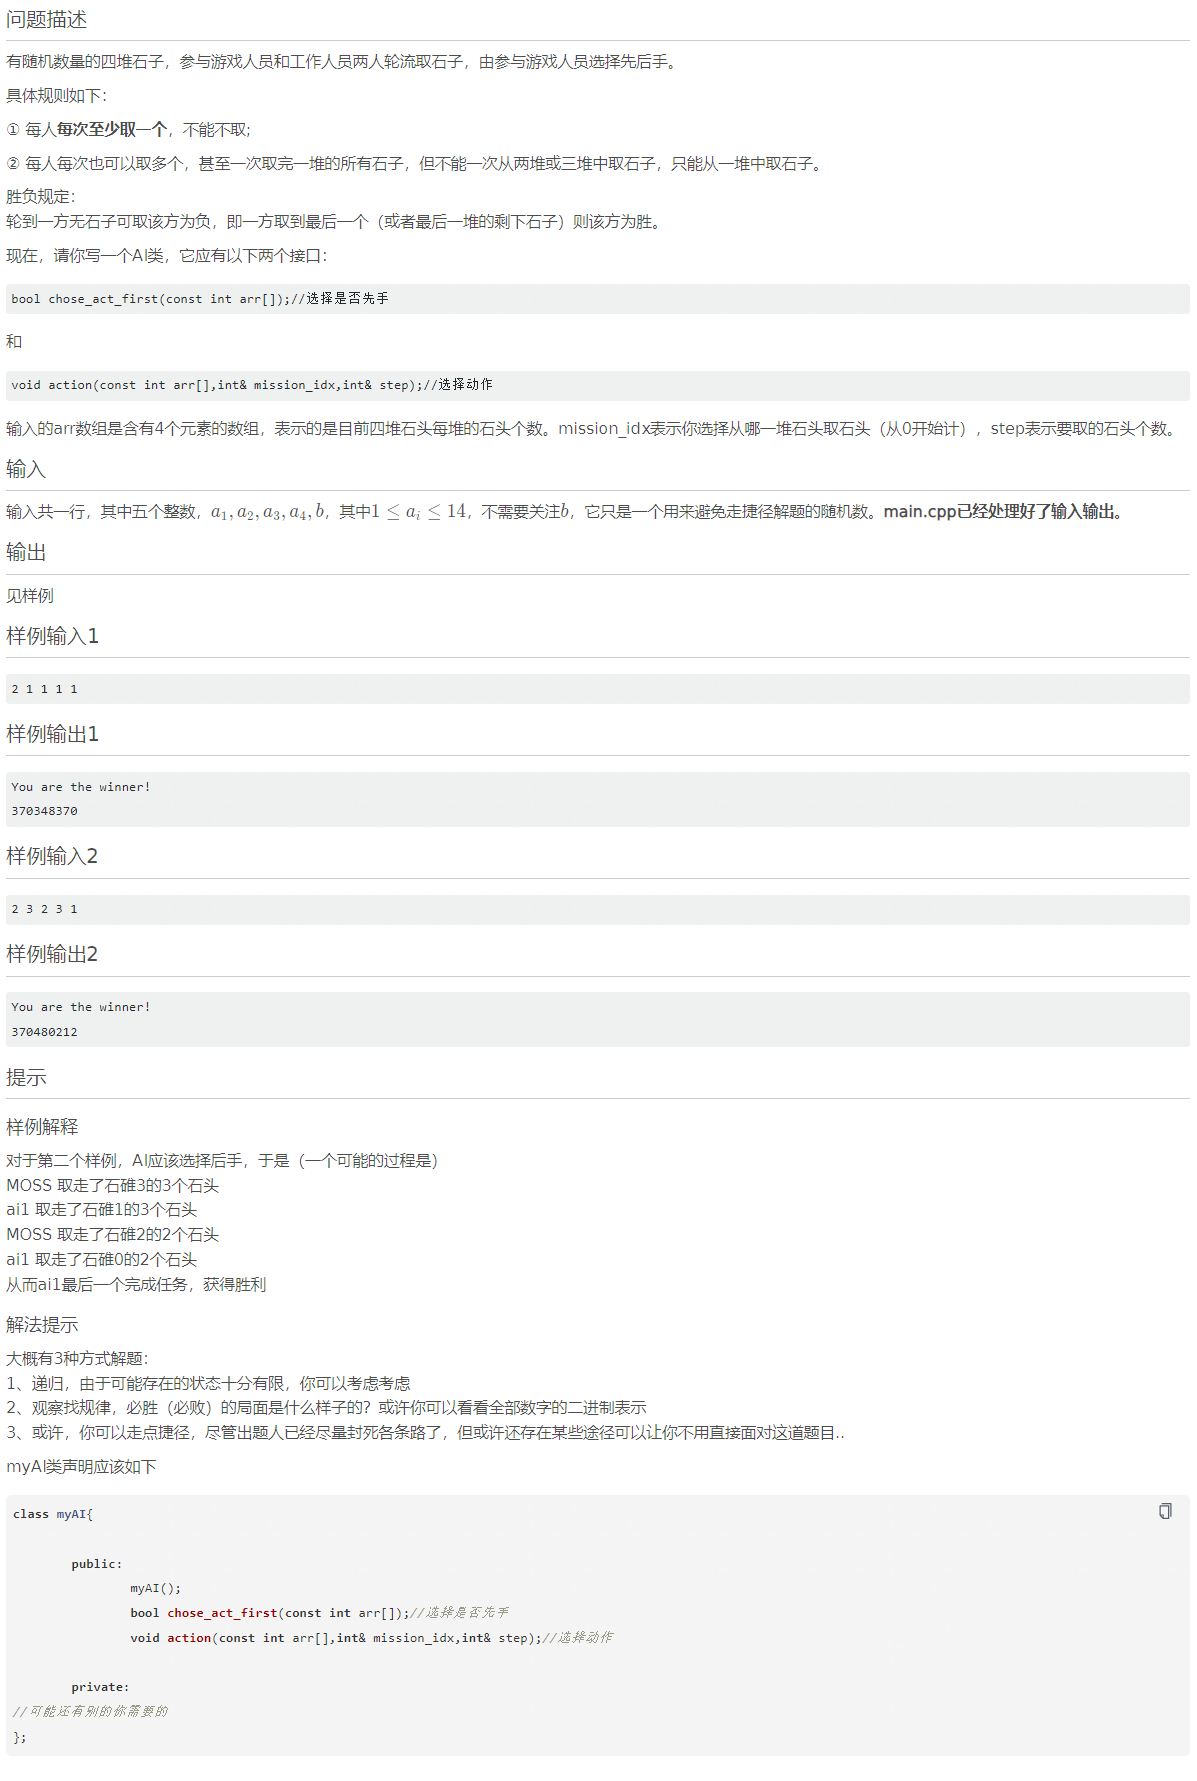 问题描述
有随机数量的四堆石子，参与游戏人员和工作人员两人轮流取石子，由参与游戏人员选择先后手。
具体规则如下：
① 每人每次至少取一个，不能不取;
② 每人每次也可以取多个，甚至一次取完一堆的所有石子，但不能一次从两堆或三堆中取石子，只能从一堆中取石子。
胜负规定：
轮到一方无石子可取该方为负，即一方取到最后一个（或者最后一堆的剩下石子）则该方为胜。
现在，请你写一个AI类，它应有以下两个接口：
bool chose_act_first(const int arr[]);//选择是否先手
和
void action(const int arr[],int& mission_idx,int& step);//选择动作
输入的arr数组是含有4个元素的数组，表示的是目前四堆石头每堆的石头个数。mission_idx表示你选择从哪一堆石头取石头（从0开始计），step表示要取的石头个数。
输入
输入共一行，其中五个整数，a₁, a₂, a₃, a₄, b，其中1 ≤ aᵢ ≤ 14，不需要关注b，它只是一个用来避免走捷径解题的随机数。main.cpp已经处理好了输入输出。
输出
见样例
样例输入1
2 1 1 1 1
样例输出1
You are the winner!
370348370
样例输入2
2 3 2 3 1
样例输出2
You are the winner!
370480212
提示
样例解释
对于第二个样例，AI应该选择后手，于是（一个可能的过程是）
MOSS 取走了石碓3的3个石头
ai1 取走了石碓1的3个石头
MOSS 取走了石碓2的2个石头
ai1 取走了石碓0的2个石头
从而ai1最后一个完成任务，获得胜利
解法提示
大概有3种方式解题：
1、递归，由于可能存在的状态十分有限，你可以考虑考虑
2、观察找规律，必胜（必败）的局面是什么样子的？或许你可以看看全部数字的二进制表示
3、或许，你可以走点捷径，尽管出题人已经尽量封死各条路了，但或许还存在某些途径可以让你不用直接面对这道题目..
myAI类声明应该如下
class myAI{
public:
myAI();
bool chose_act_first(const int arr[]);//选择是否先手
void action(const int arr[],int& mission_idx,int& step);//选择动作
private:
//可能还有别的你需要的
};